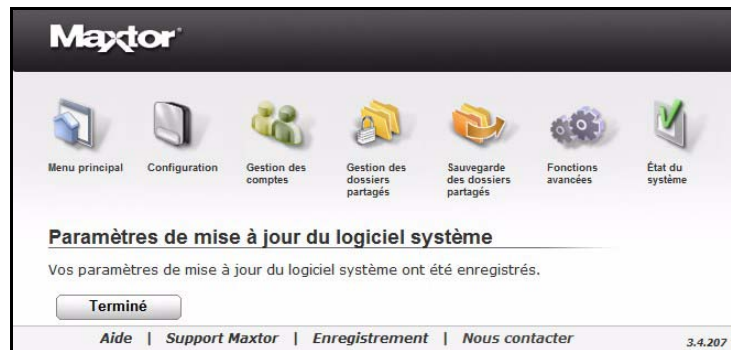 Maxtor
Menu principal
Configuration
Gestion des
comptes
Gestion des
dossiers
partagés
Sauvegarde
des dossiers
partagés
Fonctions
avancées
État du
système
Paramètres de mise à jour du logiciel système
Vos paramètres de mise à jour du logiciel système ont été enregistrés.
Terminé
Aide | Support Maxtor | Enregistrement | Nous contacter
3.4.207